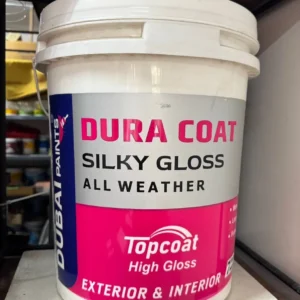 DUBAI PAINTS
DURA COAT
SILKY GLOSS
ALL WEATHER
Topcoat
High Gloss
EXTERIOR & INTERIOR